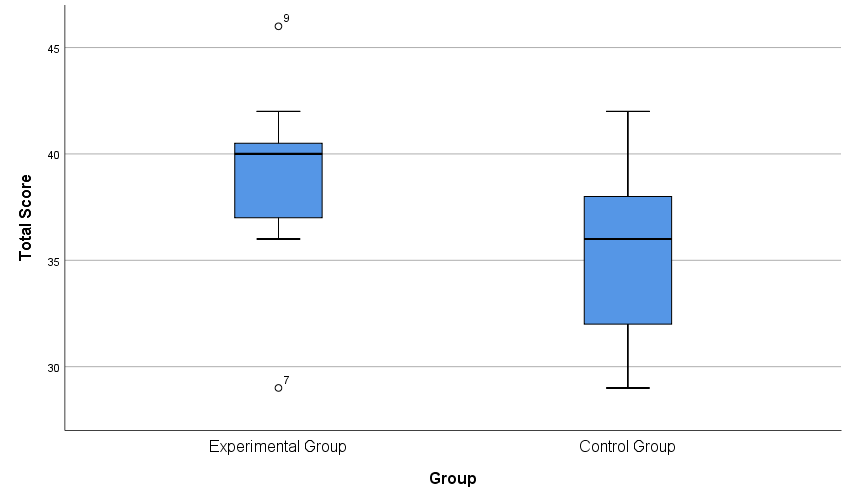 9
45
40
35
30
7
Total Score
Experimental Group
Control Group
Group